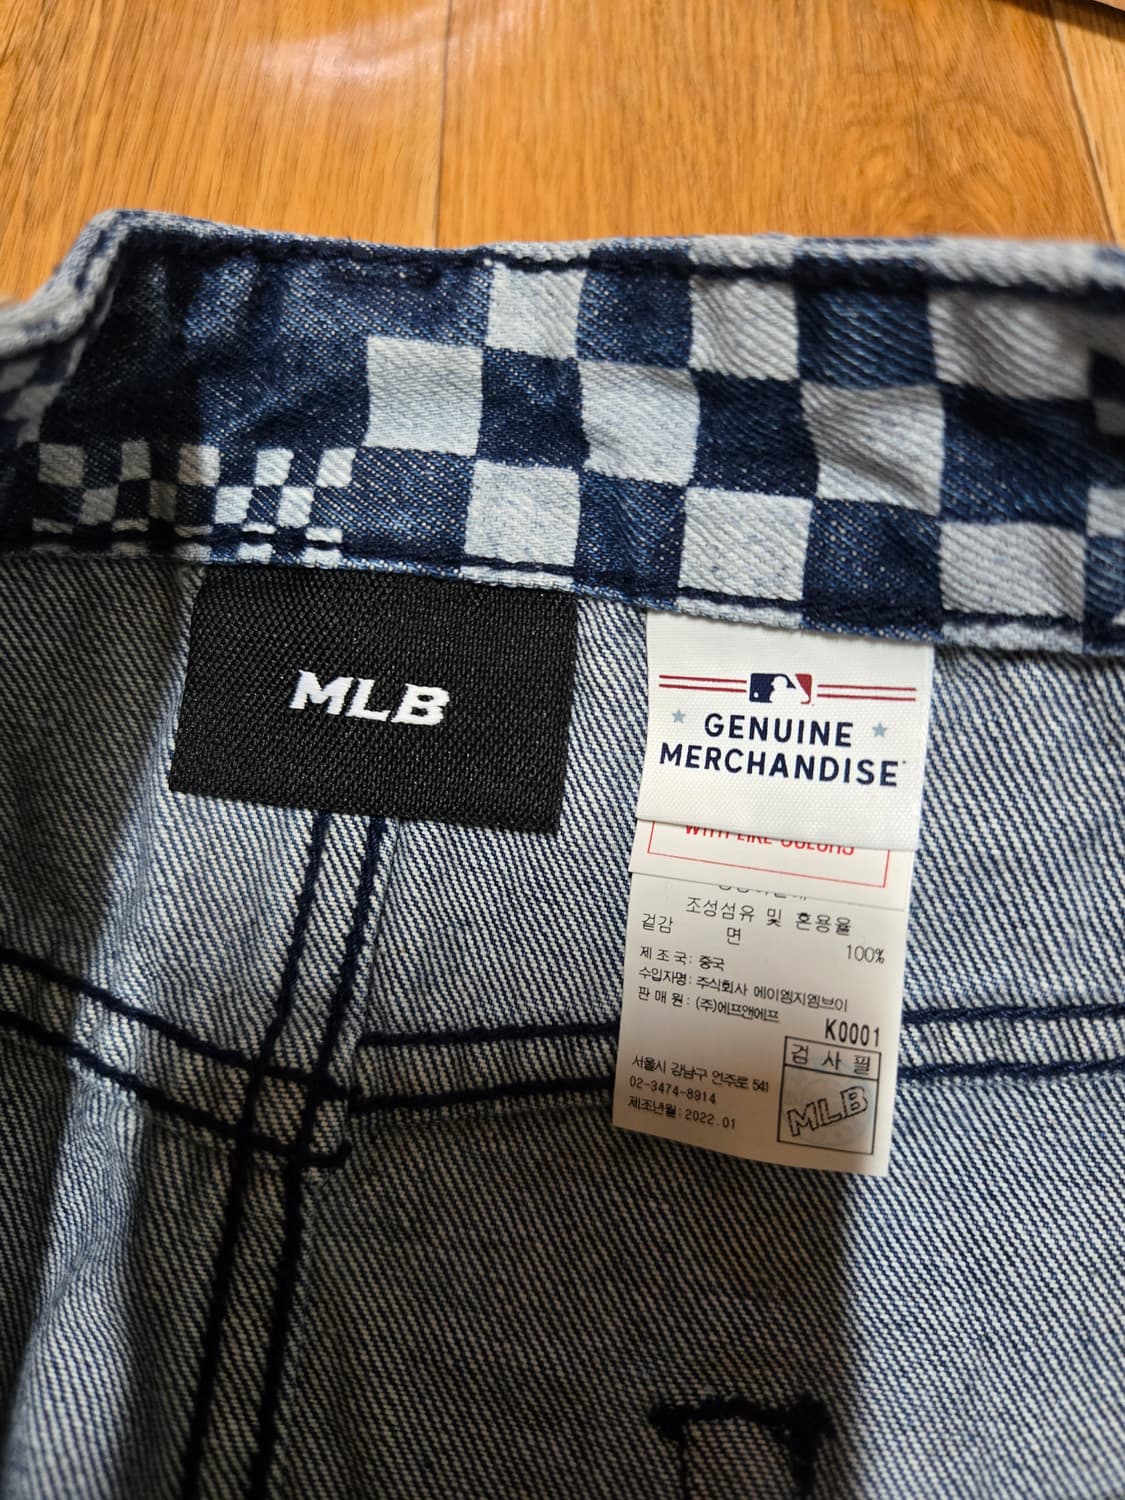 MLB
GENUINE
MERCHANDISE
WITH LIKE COLORS
조성섬유 및 혼용율
겉감 면 100%
제조국: 중국
수입자명: 주식회사 에이엠지엠브이
판매원: (주)에프앤에프
K0001
검사필
MLB
서울시 강남구 언주로 541
02-3474-8914
제조년월: 2022.01